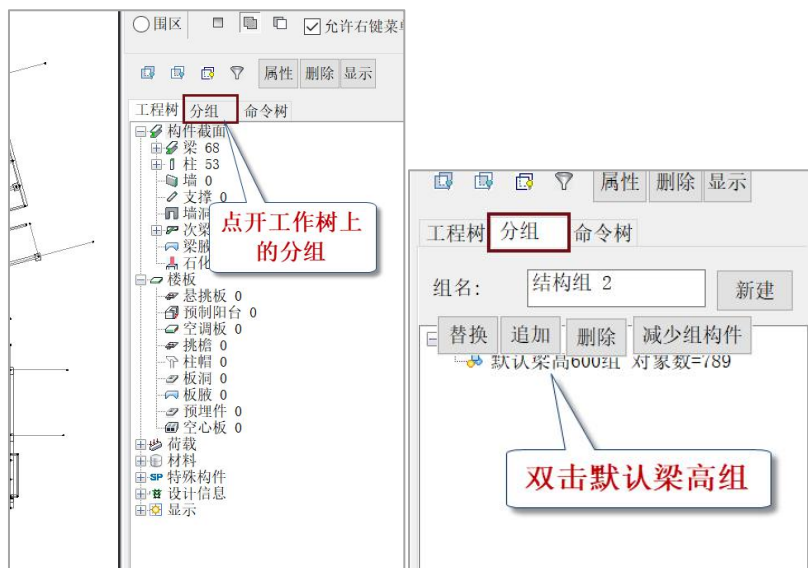 围区
允许右键菜单
属性 删除 显示
工程树 分组 命令树
构件截面
梁 68
柱 53
墙 0
支撑 0
墙洞
次梁
梁腋
石化
点开工作树上
的分组
楼板
悬挑板 0
预制阳台 0
空调板 0
挑檐 0
柱帽 0
板洞 0
板腋 0
预埋件 0
空心板 0
荷载
材料
SP 特殊构件
设计信息
显示
属性 删除 显示
工程树 分组 命令树
组名: 结构组 2 新建
替换 追加 删除 减少组构件
默认梁高600组 对象数=789
双击默认梁高组